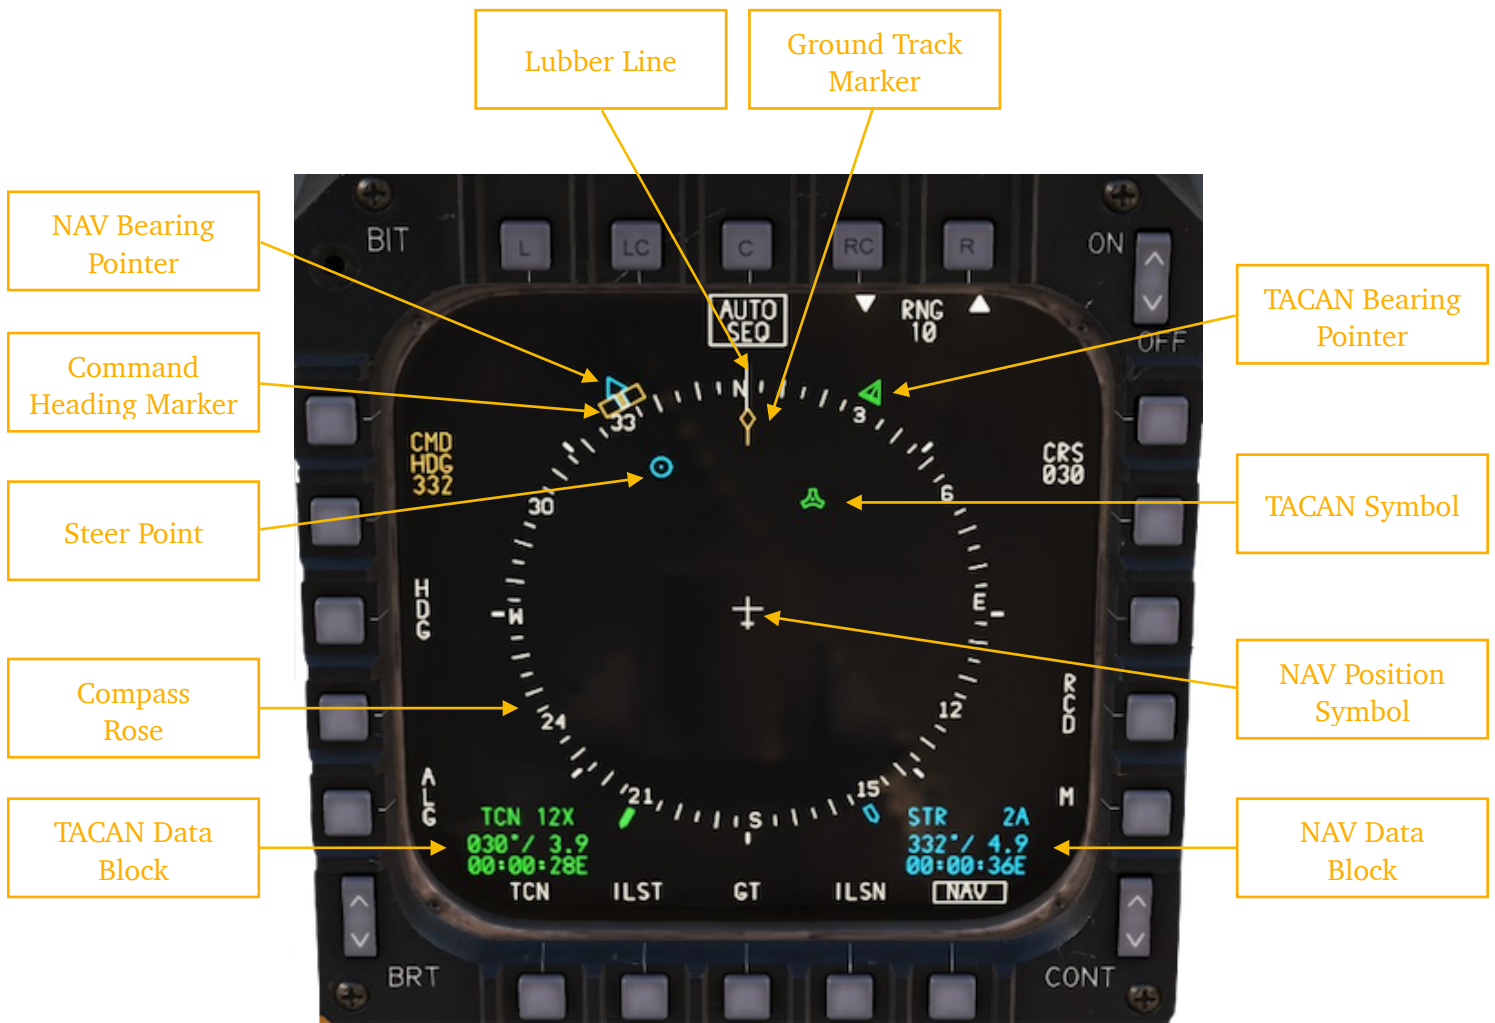 Lubber Line
Ground Track
Marker
NAV Bearing
Pointer
Command
Heading Marker
Steer Point
Compass
Rose
TACAN Data
Block
TACAN Bearing
Pointer
TACAN Symbol
NAV Position
Symbol
NAV Data
Block
BIT
L
LC
C
RC
R
ON
OFF
AUTO
SEQ
RNG
10
N
3
6
E
12
15
S
21
24
W
30
33
CMD
HDG
332
CRS
030
HDG
RCD
ALG
M
TCN 12X
030°/ 3.9
00:00:28E
STR 2A
332°/ 4.9
00:00:36E
TCN
ILST
GT
ILSN
NAV
BRT
CONT